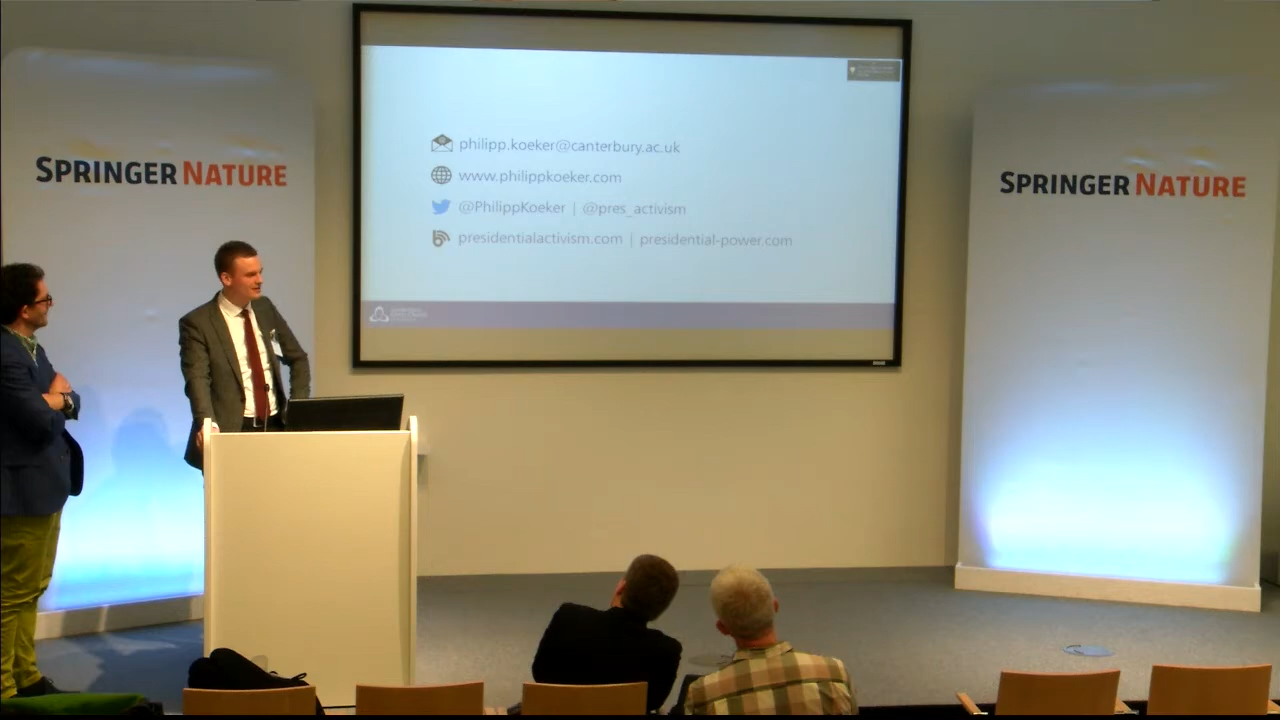 SPRINGER NATURE
philipp.koeker@canterbury.ac.uk
www.philippkoeker.com
@PhilippKoeker | @pres_activism
presidentialactivism.com | presidential-power.com
SPRINGER NATURE